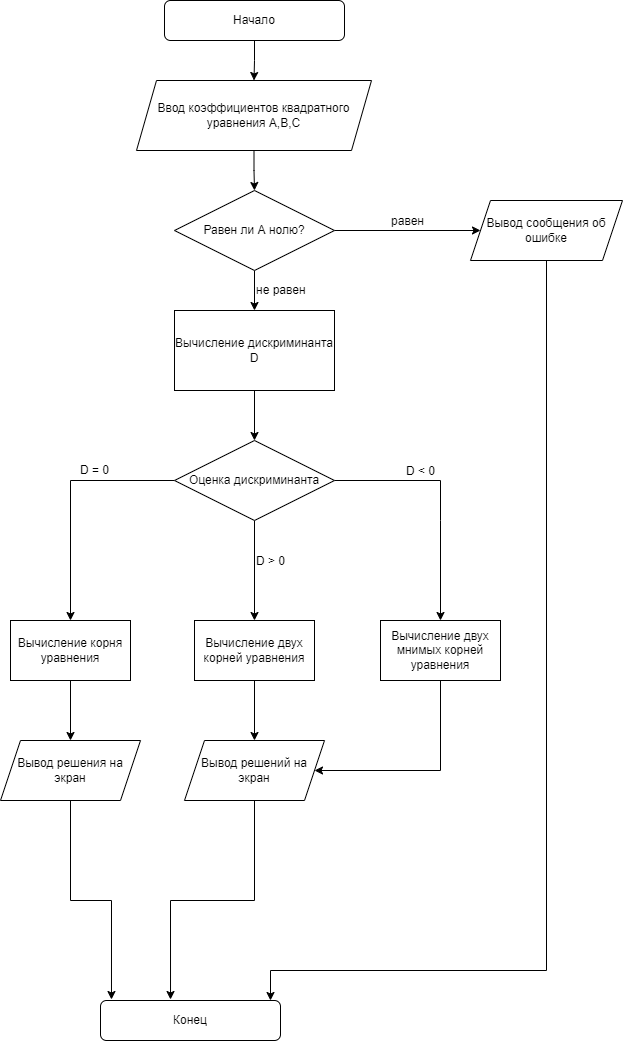 Начало
Ввод коэффициентов квадратного
уравнения A,B,C
Равен ли А нолю?
равен
Вывод сообщения об
ошибке
не равен
Вычисление дискриминанта
D
D = 0
Оценка дискриминанта
D < 0
D > 0
Вычисление корня
уравнения
Вычисление двух
корней уравнения
Вычисление двух
мнимых корней
уравнения
Вывод решения на
экран
Вывод решений на
экран
Конец